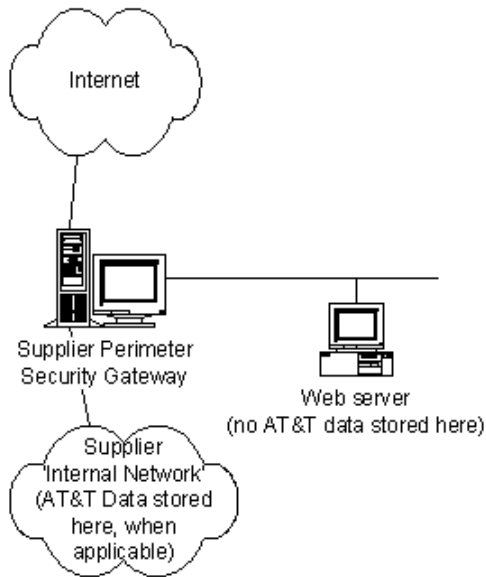 Internet
Supplier Perimeter
Security Gateway
Web server
(no AT&T data stored here)
Supplier
Internal Network
(AT&T Data stored
here, when
applicable)